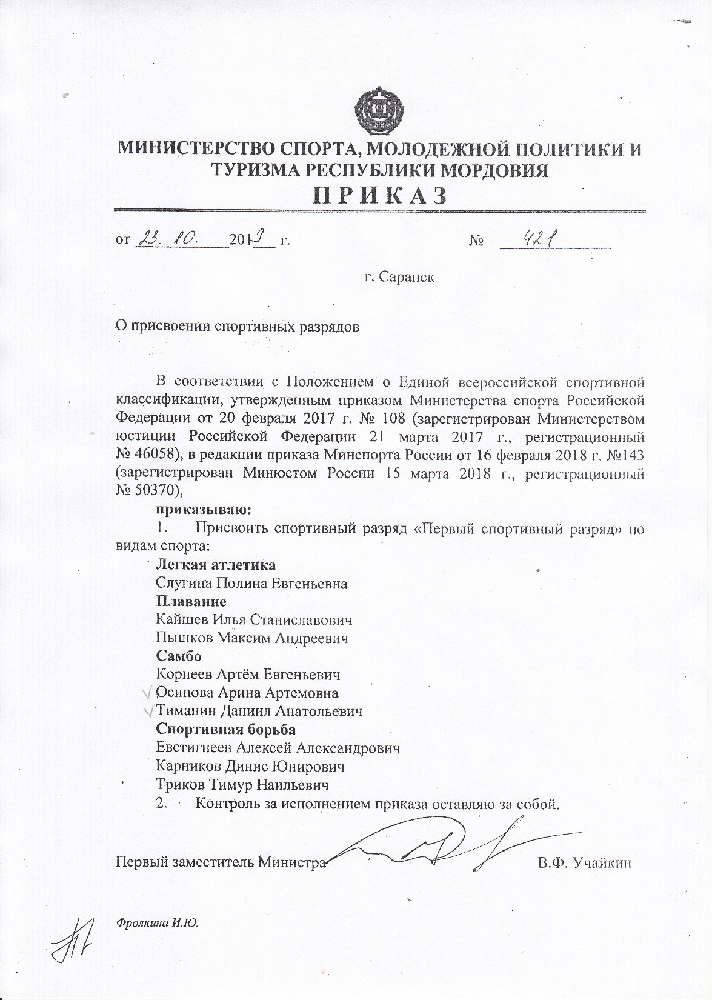 МИНИСТЕРСТВО СПОРТА, МОЛОДЕЖНОЙ ПОЛИТИКИ И
ТУРИЗМА РЕСПУБЛИКИ МОРДОВИЯ
П Р И К А З
от 23. 10. 2019 г. № 421
г. Саранск
О присвоении спортивных разрядов
В соответствии с Положением о Единой всероссийской спортивной
классификации, утвержденным приказом Министерства спорта Российской
Федерации от 20 февраля 2017 г. № 108 (зарегистрирован Министерством
юстиции Российской Федерации 21 марта 2017 г., регистрационный
№ 46058), в редакции приказа Минспорта России от 16 февраля 2018 г. №143
(зарегистрирован Минюстом России 15 марта 2018 г., регистрационный
№ 50370),
приказываю:
1. Присвоить спортивный разряд «Первый спортивный разряд» по
видам спорта:
Легкая атлетика
Слугина Полина Евгеньевна
Плавание
Кайшев Илья Станиславович
Пышков Максим Андреевич
Самбо
Корнеев Артём Евгеньевич
Осипова Арина Артемовна
Тиманин Даниил Анатольевич
Спортивная борьба
Евстигнеев Алексей Александрович
Карников Динис Юнирович
Триков Тимур Наильевич
2. Контроль за исполнением приказа оставляю за собой.
Первый заместитель Министра В.Ф. Учайкин
Фролкина И.Ю.